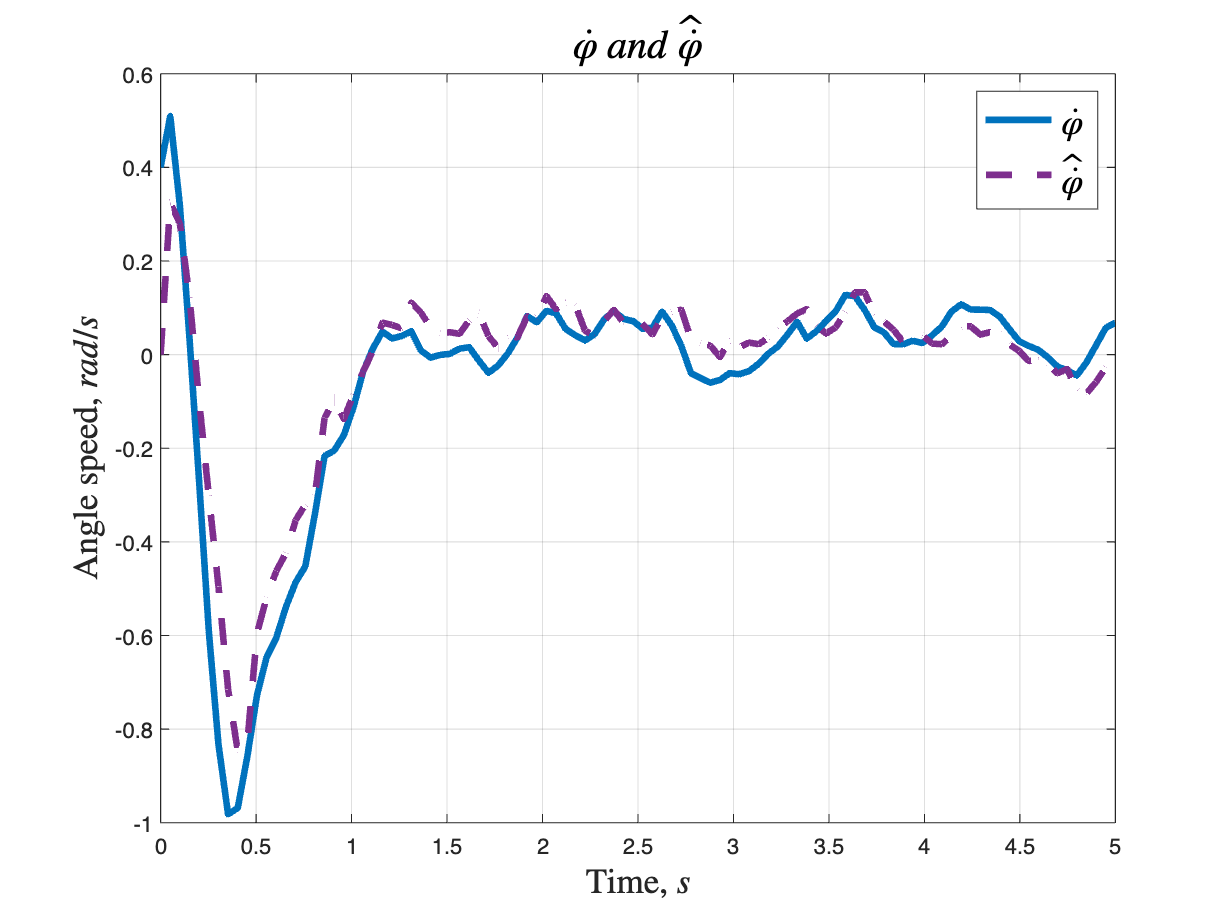 φ̇ and φ̇̂
φ̇
φ̇̂
Angle speed, rad/s
0.6
0.4
0.2
0
-0.2
-0.4
-0.6
-0.8
-1
0 0.5 1 1.5 2 2.5 3 3.5 4 4.5 5
Time, s